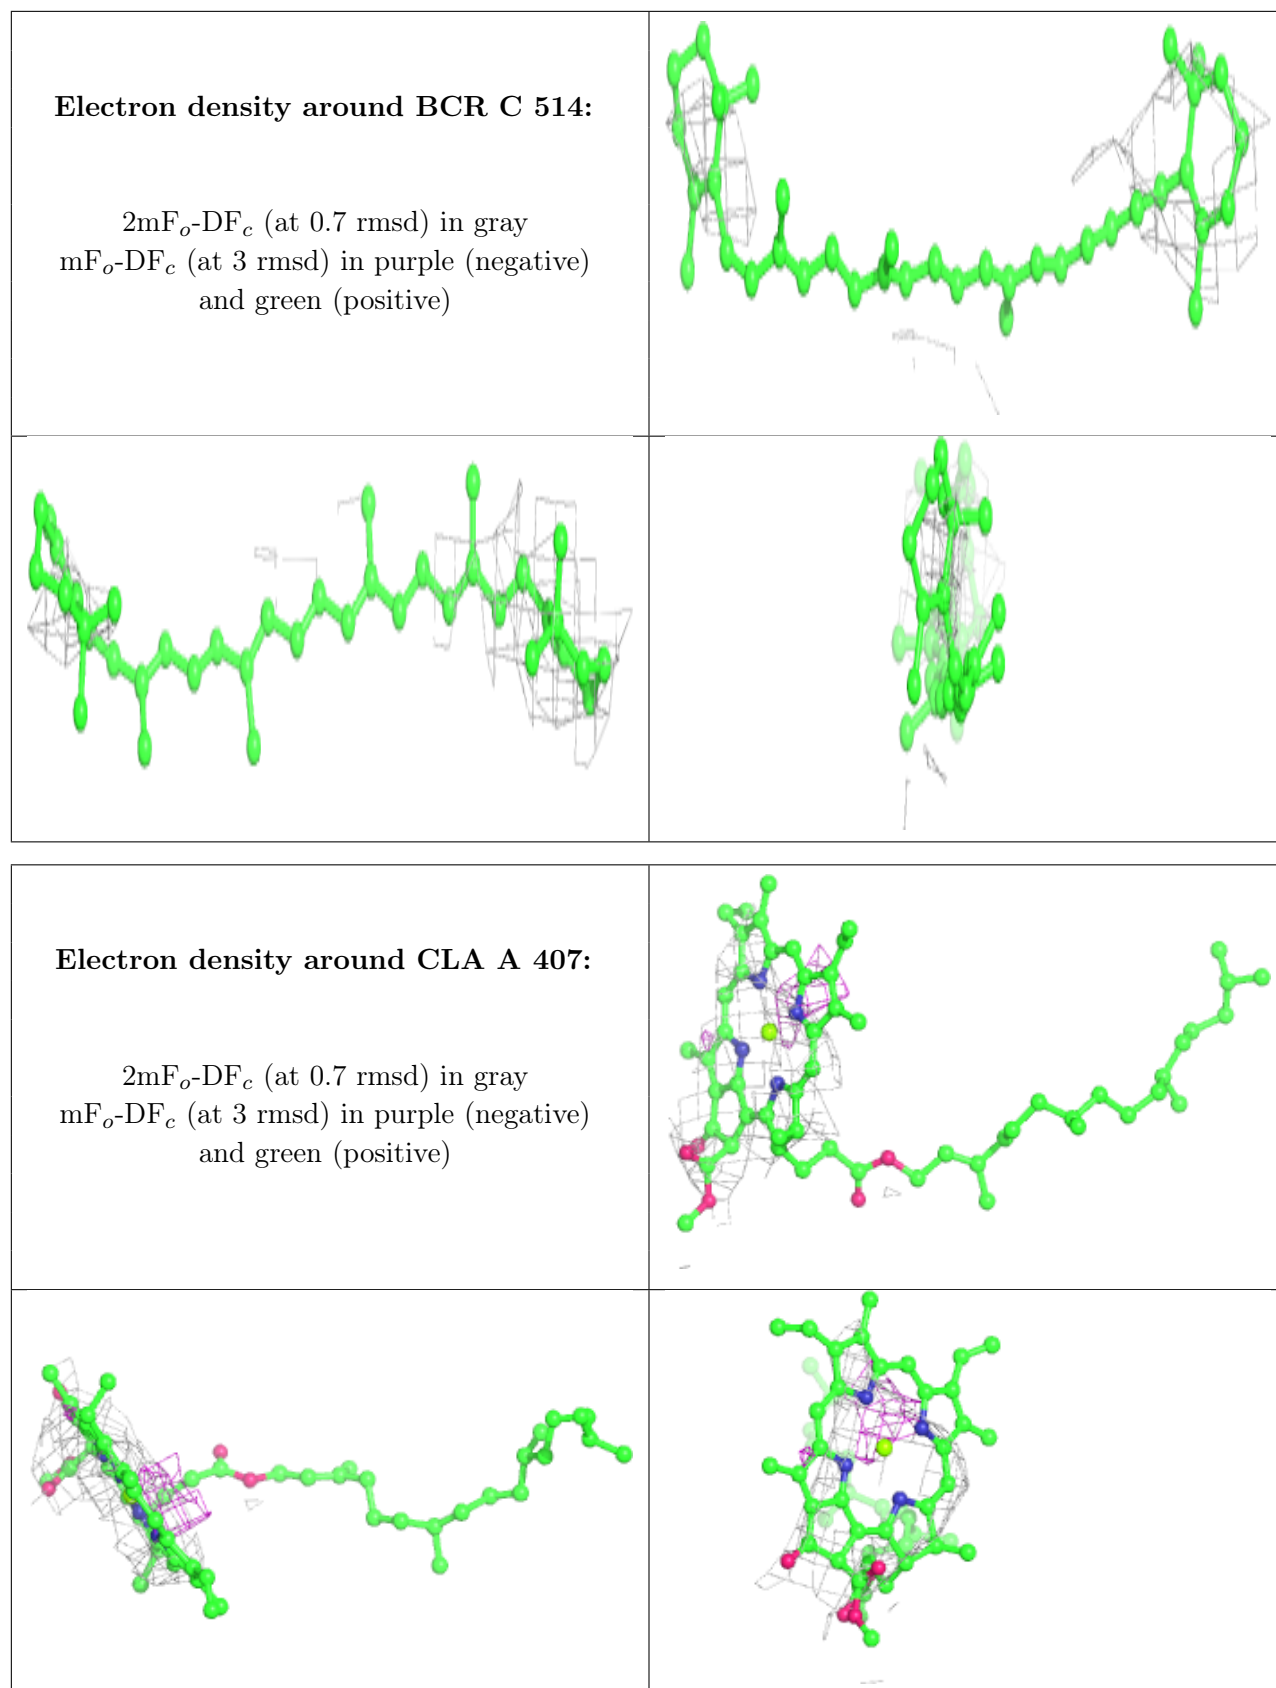 Electron density around BCR C 514:
2mFo-DFc (at 0.7 rmsd) in gray
mFo-DFc (at 3 rmsd) in purple (negative)
and green (positive)
Electron density around CLA A 407:
2mFo-DFc (at 0.7 rmsd) in gray
mFo-DFc (at 3 rmsd) in purple (negative)
and green (positive)